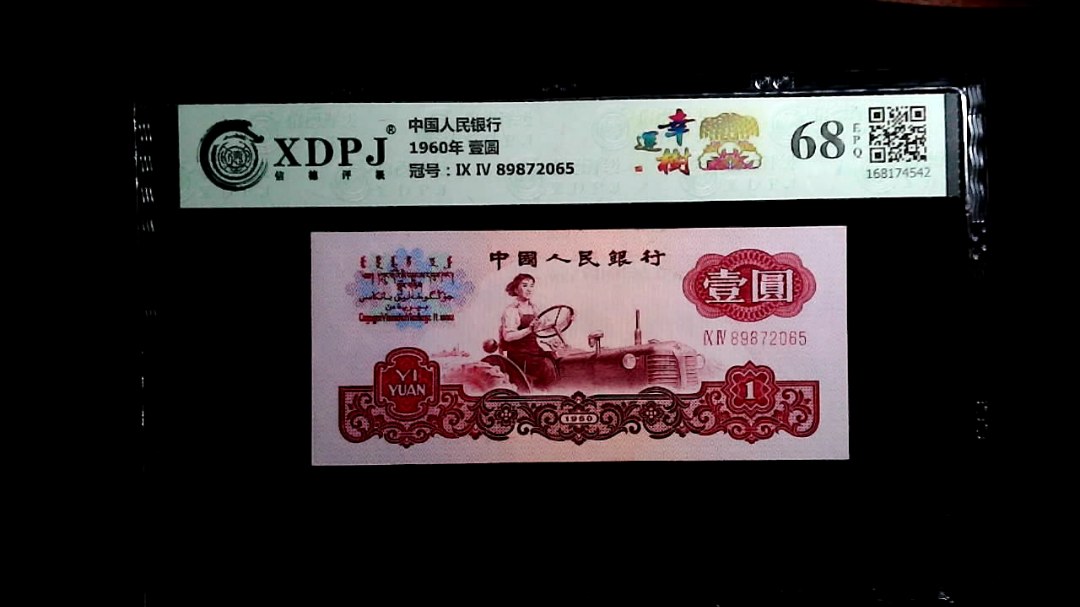 XDPJ®
信德评级
中国人民银行
1960年 壹圆
冠号：IX IV 89872065
幸運樹
68
EPQ
168174542
中國人民銀行
壹圓
IX IV 89872065
YI
YUAN
1
1960